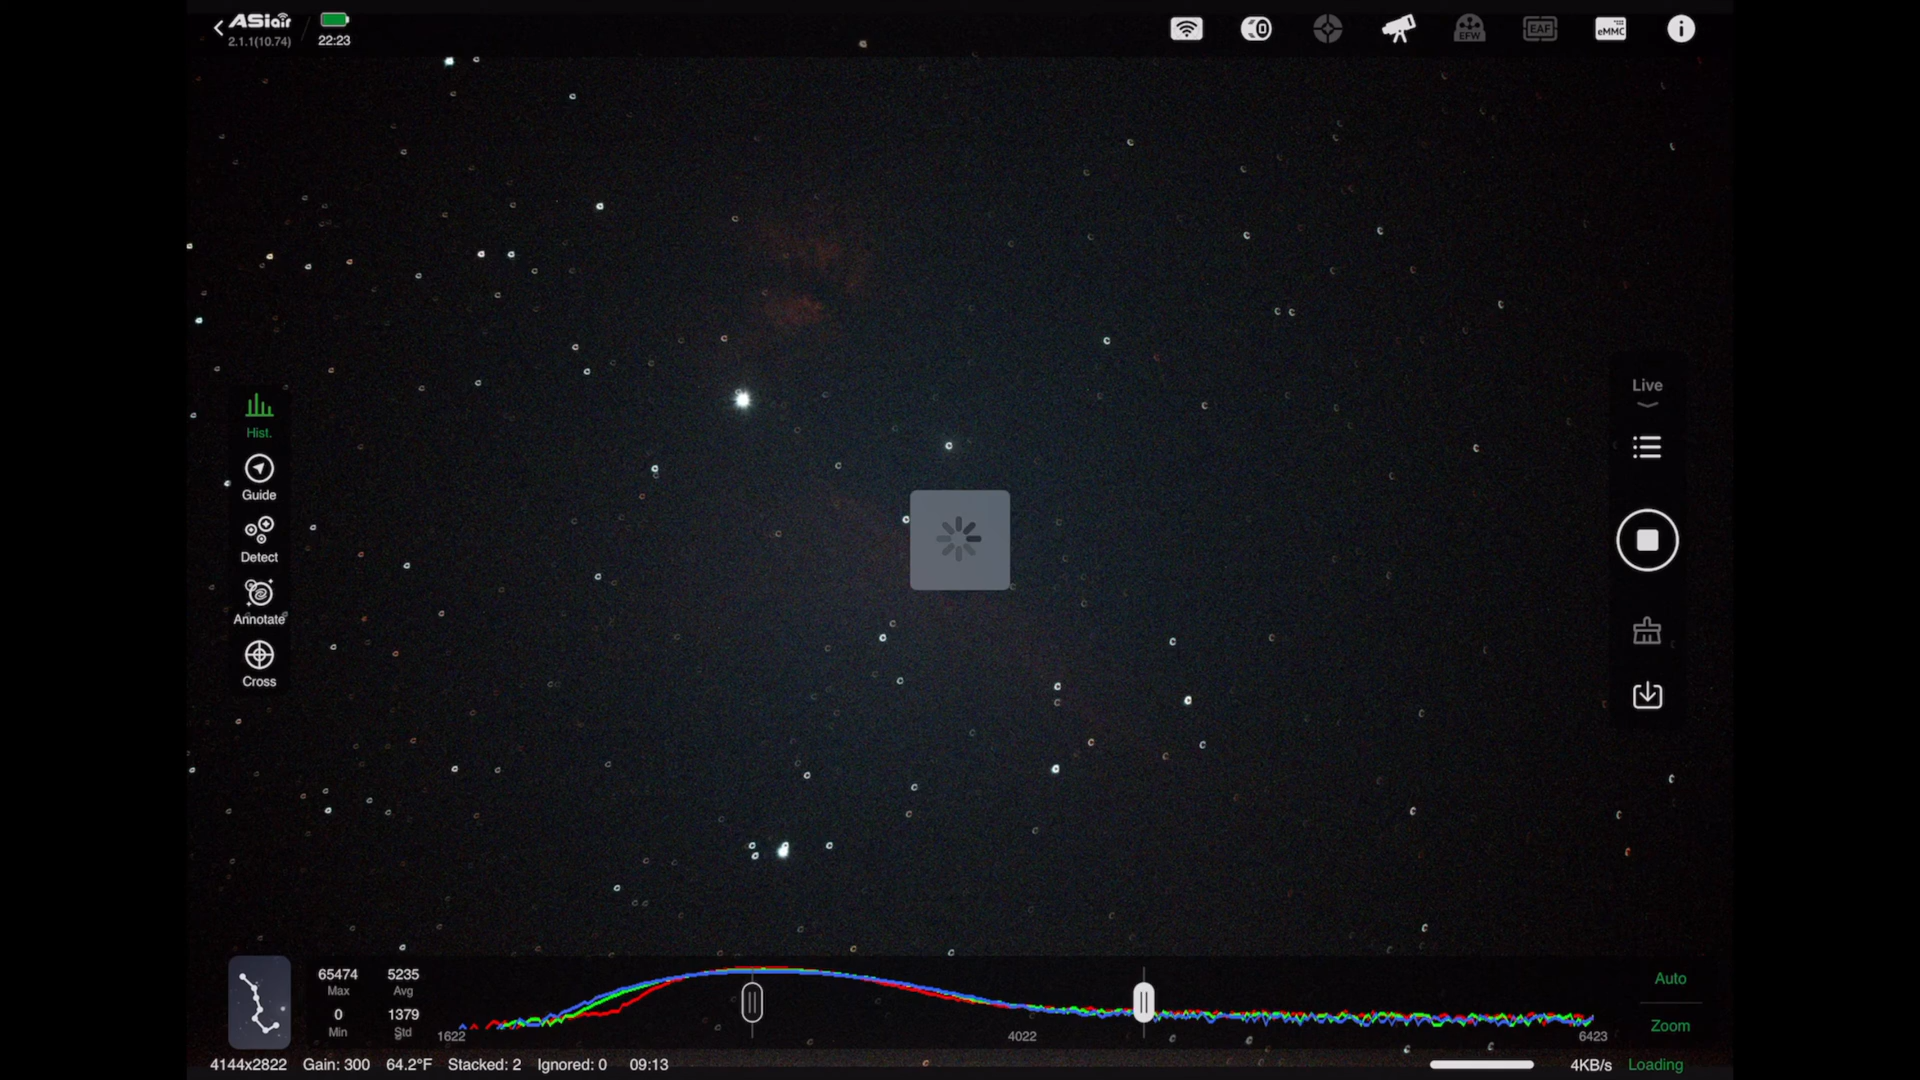 ASIair
2.1.1(10.74)
22:23
EFW
EAF
eMMC
Live
Hist.
Guide
Detect
Annotate
Cross
65474
Max
5235
Avg
0
Min
1379
Std
1622
4022
6423
Auto
Zoom
4144x2822 Gain: 300 64.2°F Stacked: 2 Ignored: 0 09:13
4KB/s Loading